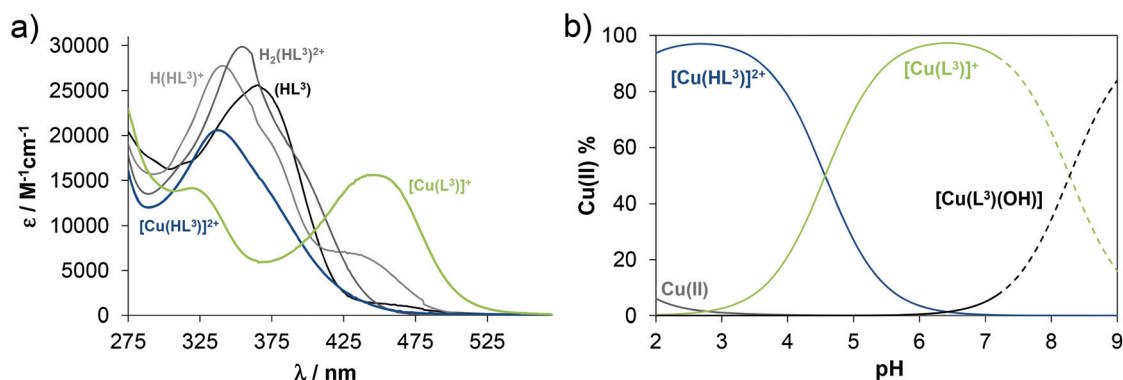 a)
30000
25000
20000
15000
10000
5000
0
ε / M⁻¹cm⁻¹
H(HL³)⁺
H₂(HL³)²⁺
(HL³)
[Cu(HL³)]²⁺
[Cu(L³)]⁺
275 325 375 425 475 525
λ / nm
b)
100
80
60
40
20
0
Cu(II) %
[Cu(HL³)]²⁺
[Cu(L³)]⁺
[Cu(L³)(OH)]
Cu(II)
2 3 4 5 6 7 8 9
pH